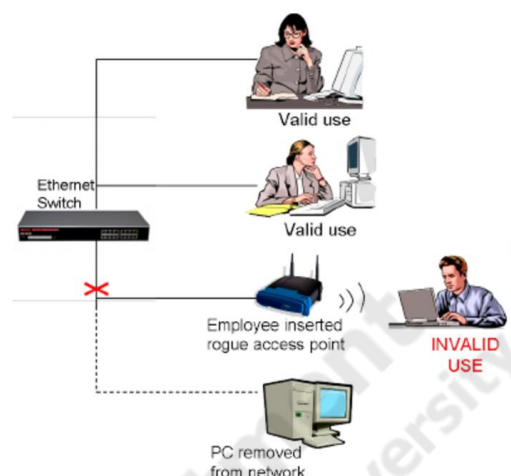 Valid use
Ethernet
Switch
Valid use
Employee inserted
rogue access point
INVALID
USE
PC removed
from network